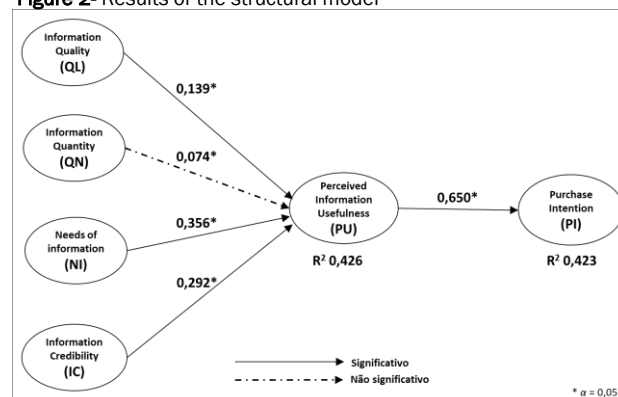 Figure 2- Results of the structural model
Information
Quality
(QL)
0,139*
Information
Quantity
(QN)
0,074*
Needs of
information
(NI)
0,356*
Information
Credibility
(IC)
0,292*
Perceived
Information
Usefulness
(PU)
R² 0,426
0,650*
Purchase
Intention
(PI)
R² 0,423
Significativo
Não significativo
* α = 0,05